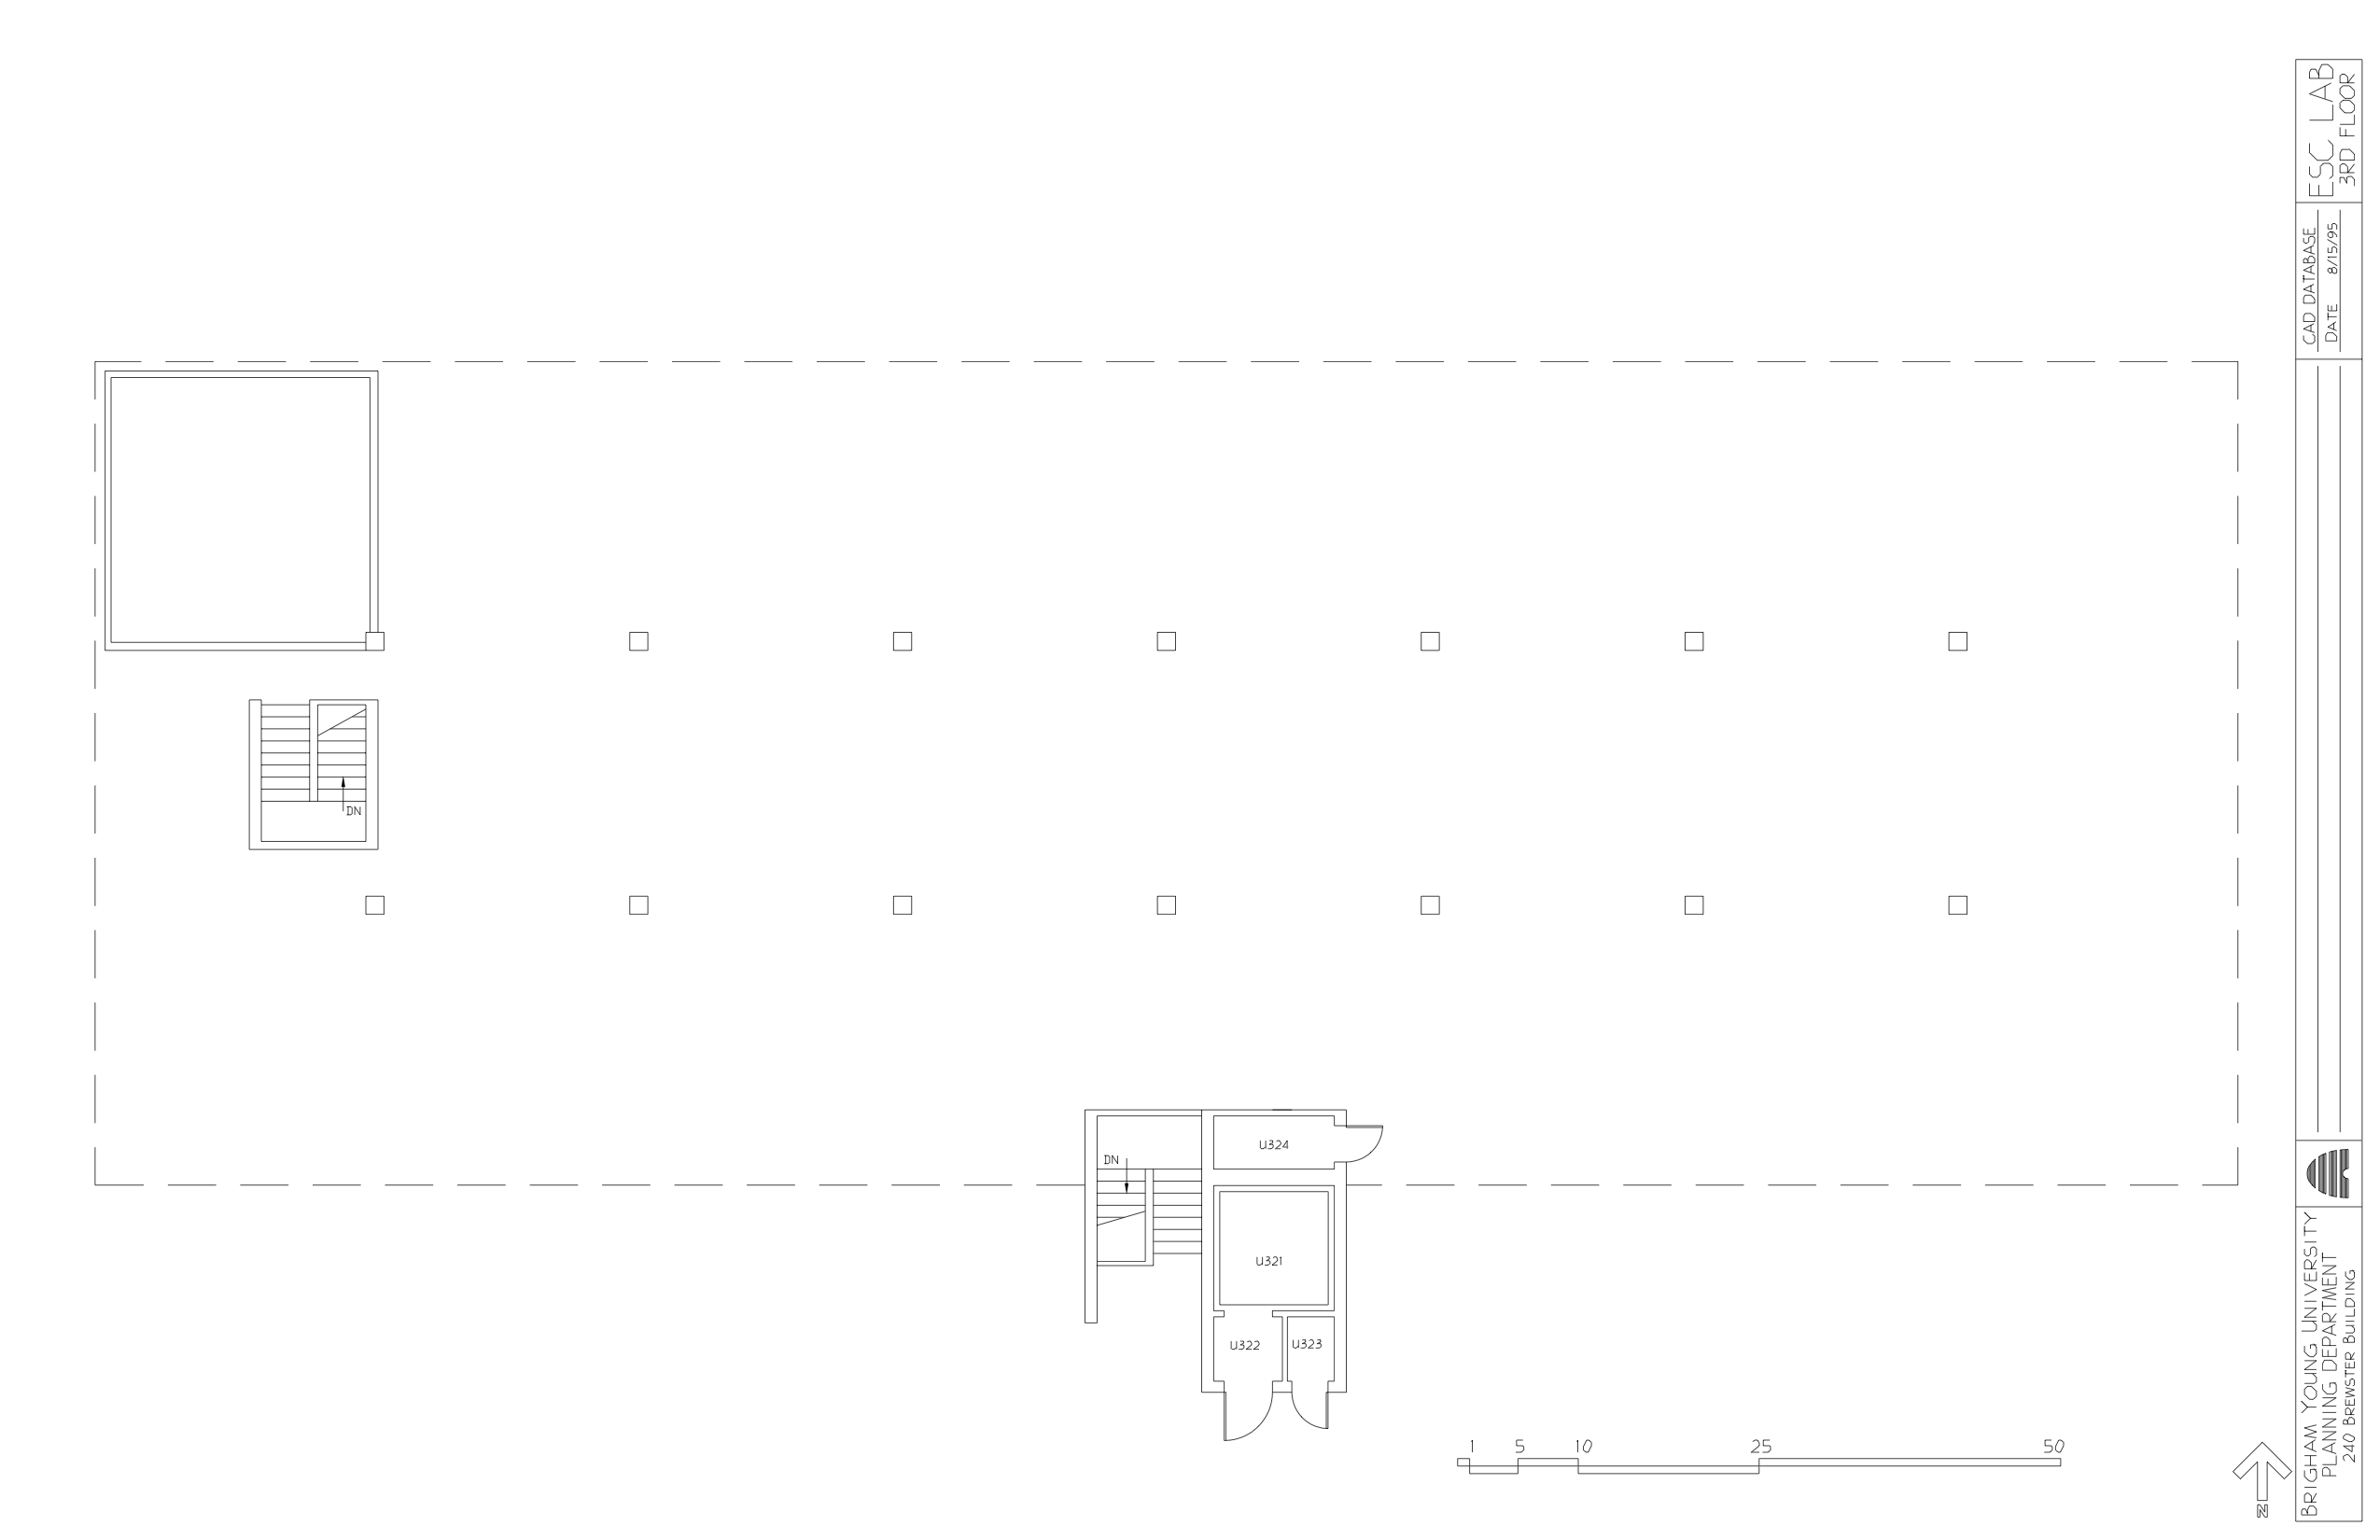 ESC LAB
3RD FLOOR
CAD DATABASE
DATE 8/15/95
DN
DN
U324
U321
U322
U323
1 5 10 25 50
N
BRIGHAM YOUNG UNIVERSITY
PLANNING DEPARTMENT
240 BREWSTER BUILDING